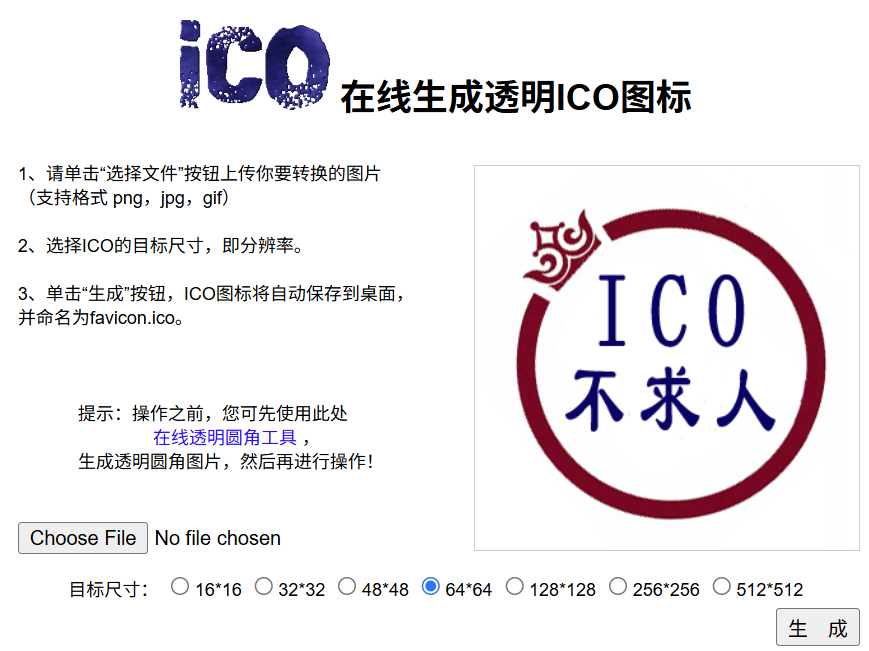 ico 在线生成透明ICO图标
1、请单击“选择文件”按钮上传你要转换的图片
（支持格式 png，jpg，gif）
2、选择ICO的目标尺寸，即分辨率。
3、单击“生成”按钮，ICO图标将自动保存到桌面，
并命名为favicon.ico。
ICO
不求人
提示：操作之前，您可先使用此处
在线透明圆角工具 ，
生成透明圆角图片，然后再进行操作！
Choose File No file chosen
目标尺寸： 16*16 32*32 48*48 64*64 128*128 256*256 512*512
生 成